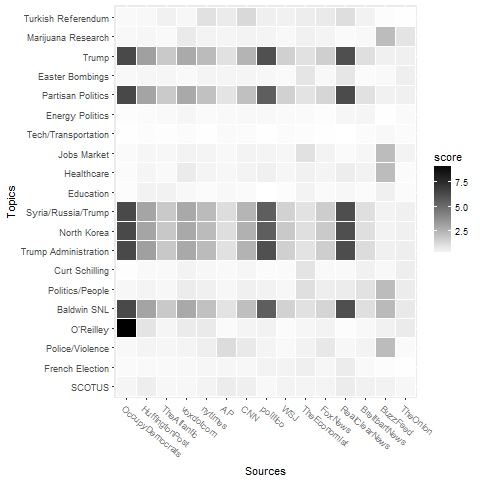 Turkish Referendum
Marijuana Research
Trump
Easter Bombings
Partisan Politics
Energy Politics
Tech/Transportation
Jobs Market
Healthcare
Education
Syria/Russia/Trump
North Korea
Trump Administration
Curt Schilling
Politics/People
Baldwin SNL
O'Reilley
Police/Violence
French Election
SCOTUS
Topics
OccupyDemocrats
HuffingtonPost
TheAtlantic
voxdotcom
nytimes
AP
CNN
politico
WSJ
TheEconomist
FoxNews
RealClearNews
BreitbartNews
BuzzFeed
TheOnion
Sources
score
7.5
5.0
2.5